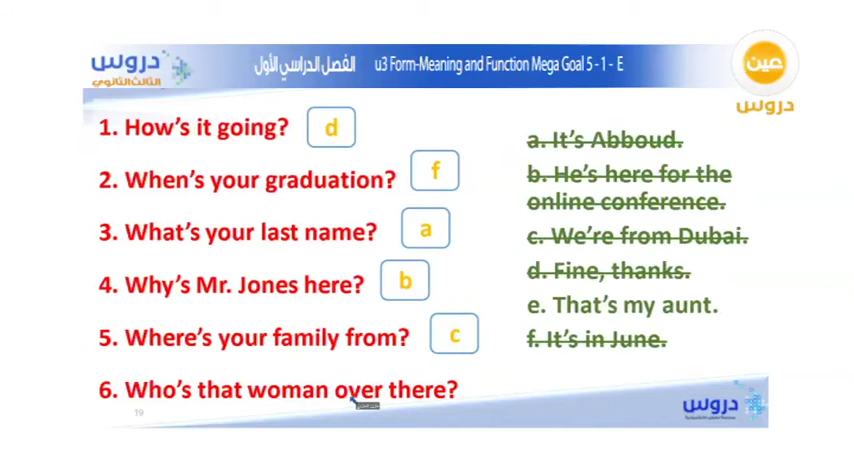 دروس
الثالث الثانوي
الفصل الدراسي الأول
u3 Form-Meaning and Function Mega Goal 5 - 1 - E
عين
دروس
1. How's it going?
d
2. When's your graduation?
f
3. What's your last name?
a
4. Why's Mr. Jones here?
b
5. Where's your family from?
c
6. Who's that woman over there?
a. It's Abboud.
b. He's here for the
online conference.
c. We're from Dubai.
d. Fine, thanks.
e. That's my aunt.
f. It's in June.
19
دروس